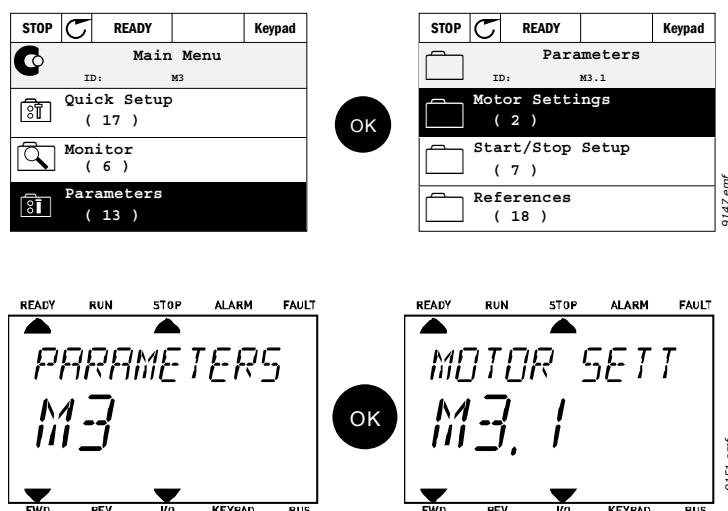 STOP READY Keypad
Main Menu
ID: M3
Quick Setup
( 17 )
Monitor
( 6 )
Parameters
( 13 )
OK
STOP READY Keypad
Parameters
ID: M3.1
Motor Settings
( 2 )
Start/Stop Setup
( 7 )
References
( 18 )
9147.emf
READY RUN STOP ALARM FAULT
PARAMETERS
M3
FWD REV I/O KEYPAD BUS
OK
READY RUN STOP ALARM FAULT
MOTOR SETT
M3.1
FWD REV I/O KEYPAD BUS
9151.emf